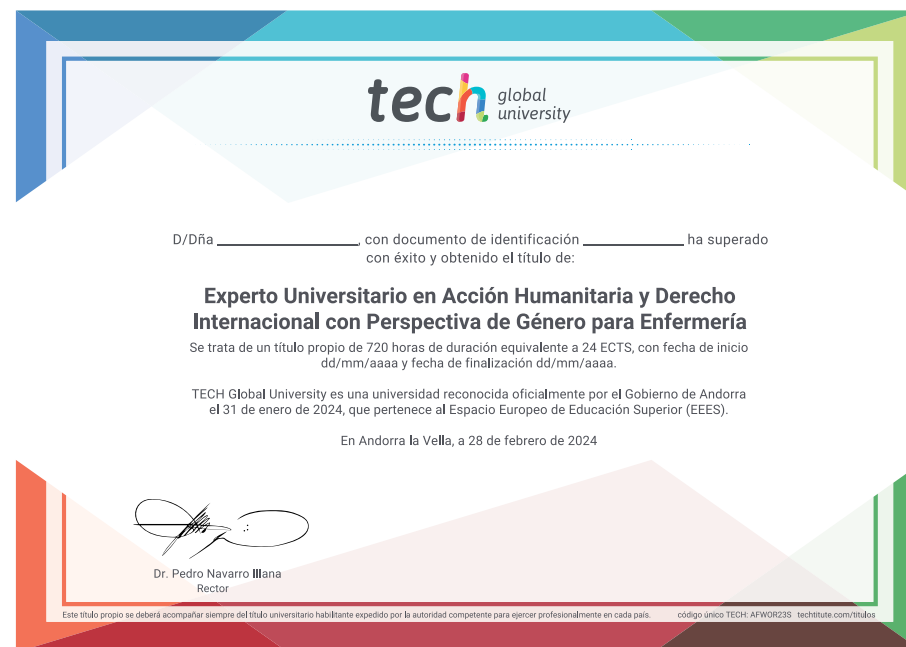 tech global university
D/Dña ____________________, con documento de identificación ______________ ha superado
con éxito y obtenido el título de:
Experto Universitario en Acción Humanitaria y Derecho
Internacional con Perspectiva de Género para Enfermería
Se trata de un título propio de 720 horas de duración equivalente a 24 ECTS, con fecha de inicio
dd/mm/aaaa y fecha de finalización dd/mm/aaaa.
TECH Global University es una universidad reconocida oficialmente por el Gobierno de Andorra
el 31 de enero de 2024, que pertenece al Espacio Europeo de Educación Superior (EEES).
En Andorra la Vella, a 28 de febrero de 2024
Dr. Pedro Navarro Illana
Rector
Este título propio se deberá acompañar siempre del título universitario habilitante expedido por la autoridad competente para ejercer profesionalmente en cada país. código único TECH: AFWOR23S techtitute.com/títulos